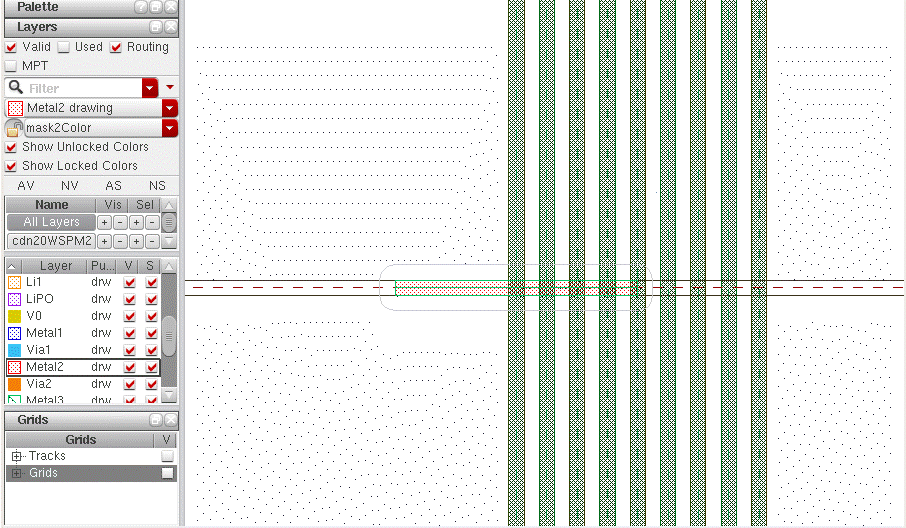 Palette
Layers
Valid Used Routing
MPT
Filter
Metal2 drawing
mask2Color
Show Unlocked Colors
Show Locked Colors
AV NV AS NS
Name Vis Sel
All Layers + - + -
cdn20WSPM2 + - + -
Layer Pu... V S
Li1 drw
LiPO drw
V0 drw
Metal1 drw
Via1 drw
Metal2 drw
Via2 drw
Metal3 drw
Grids
Grids V
Tracks
Grids